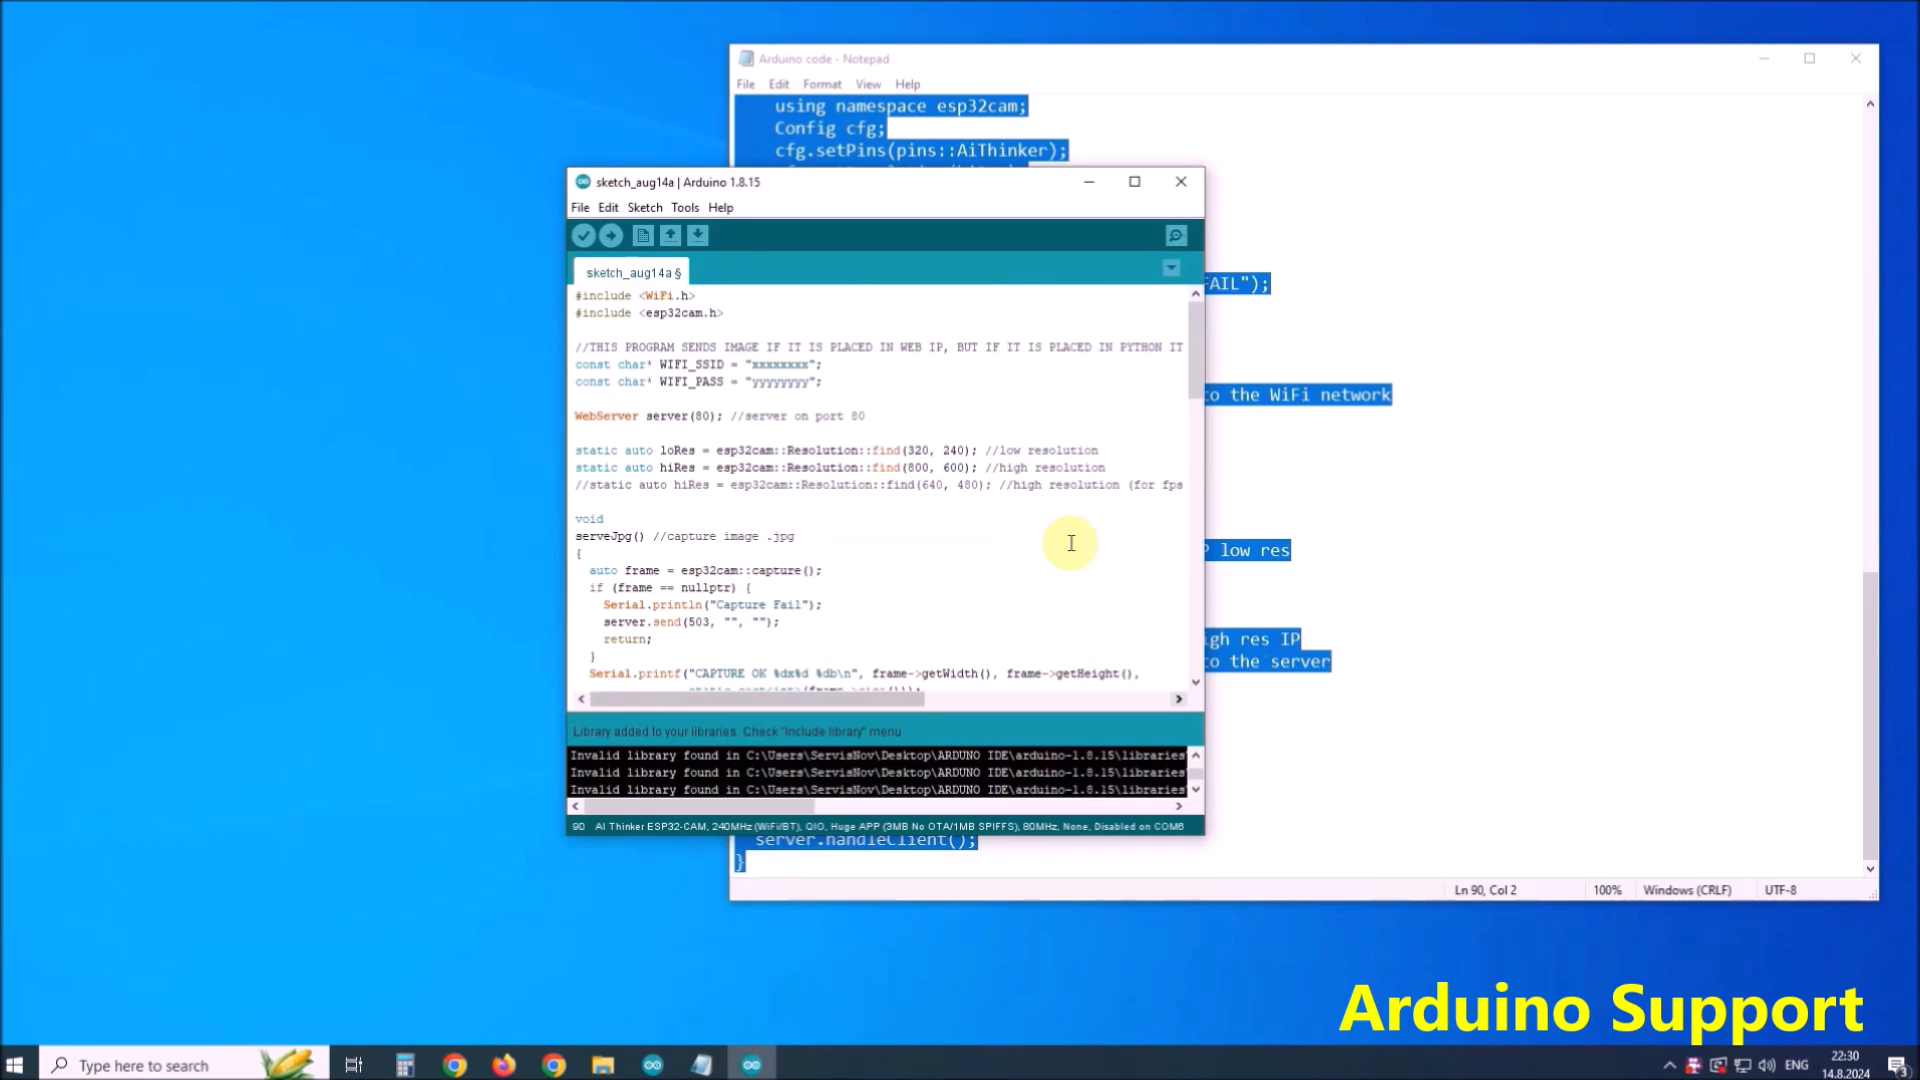 Arduino code - Notepad
File Edit Format View Help
using namespace esp32cam;
Config cfg;
cfg.setPins(pins::AiThinker);
sketch_aug14a | Arduino 1.8.15
File Edit Sketch Tools Help
sketch_aug14a §
#include <WiFi.h>
#include <esp32cam.h>
//THIS PROGRAM SENDS IMAGE IF IT IS PLACED IN WEB IP, BUT IF IT IS PLACED IN PYTHON IT
const char* WIFI_SSID = "xxxxxxxx";
const char* WIFI_PASS = "yyyyyyyy";
WebServer server(80); //server on port 80
static auto loRes = esp32cam::Resolution::find(320, 240); //low resolution
static auto hiRes = esp32cam::Resolution::find(800, 600); //high resolution
//static auto hiRes = esp32cam::Resolution::find(640, 480); //high resolution (for fps
void
serveJpg() //capture image .jpg
{
auto frame = esp32cam::capture();
if (frame == nullptr) {
Serial.println("Capture Fail");
server.send(503, "", "");
return;
}
Serial.printf("CAPTURE OK %dx%d %db\n", frame->getWidth(), frame->getHeight(),
Library added to your libraries. Check "Include library" menu
Invalid library found in C:\Users\ServisNov\Desktop\ARDUNO IDE\arduino-1.8.15\libraries
Invalid library found in C:\Users\ServisNov\Desktop\ARDUNO IDE\arduino-1.8.15\libraries
Invalid library found in C:\Users\ServisNov\Desktop\ARDUNO IDE\arduino-1.8.15\libraries
90 AI Thinker ESP32-CAM, 240MHz (WiFi/BT), QIO, Huge APP (3MB No OTA/1MB SPIFFS), 80MHz, None, Disabled on COM6
FAIL");
to the WiFi network
P low res
igh res IP
to the server
server.handleClient();
}
Ln 90, Col 2 100% Windows (CRLF) UTF-8
Arduino Support
Type here to search
ENG
22:30
14.8.2024
3